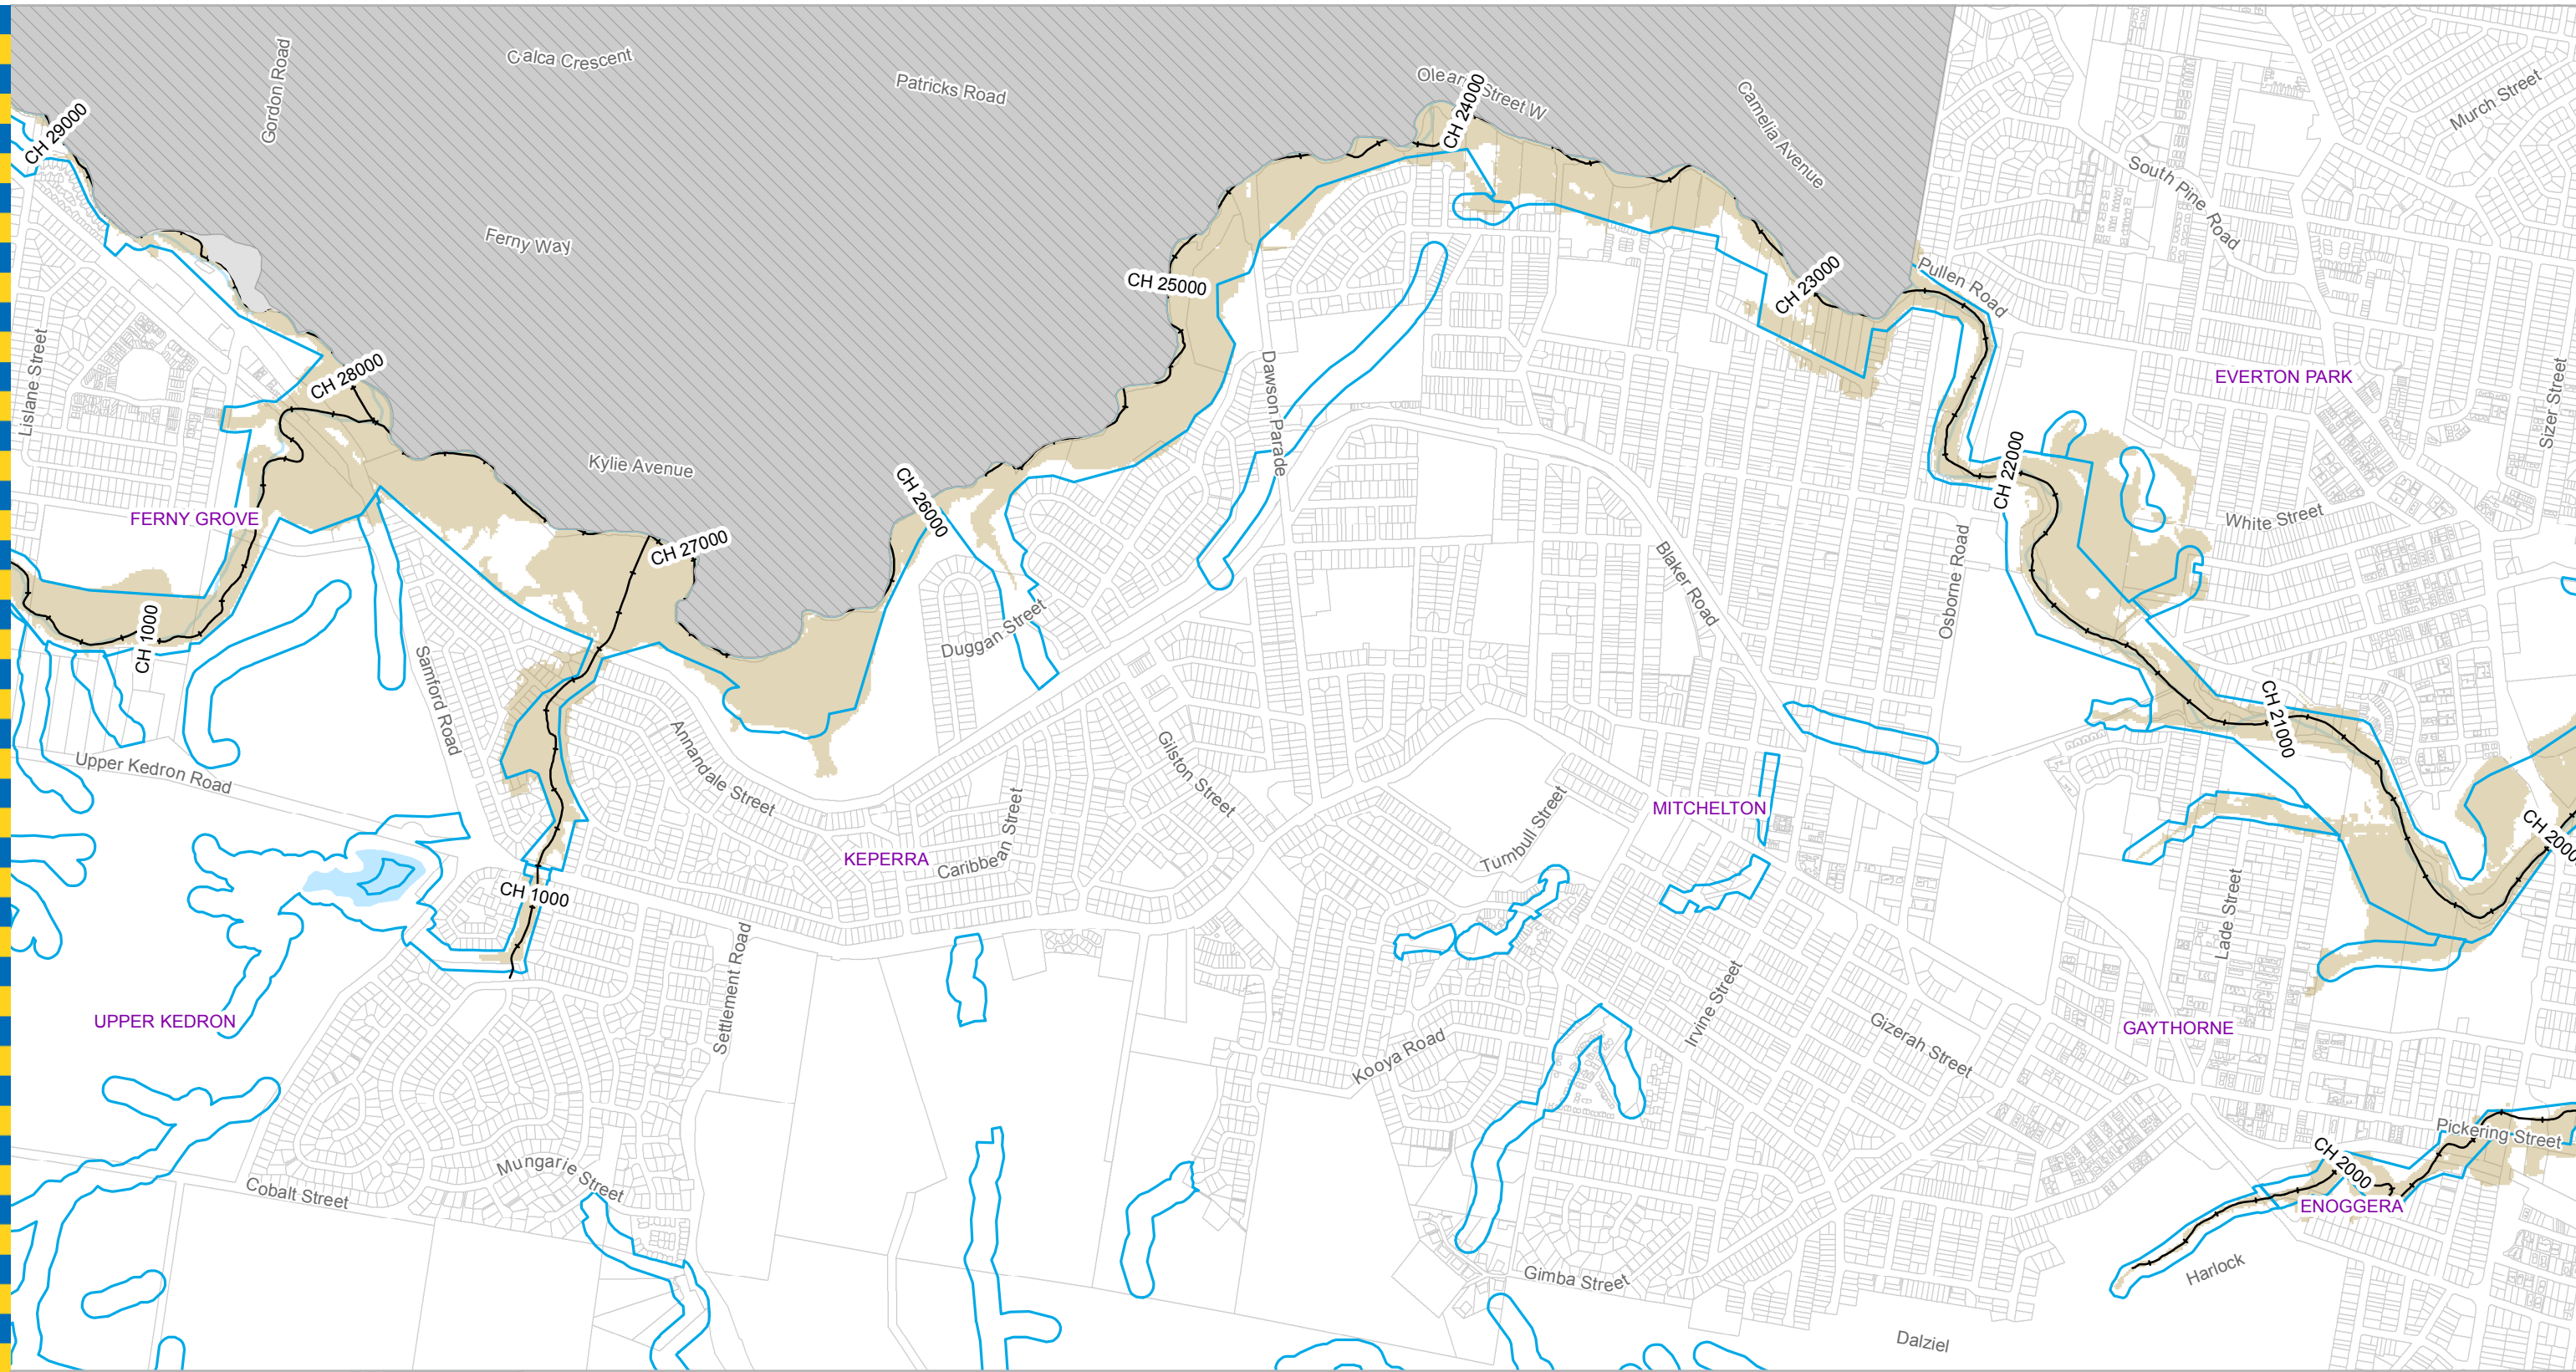 Gordon Road
Calca Crescent
Patricks Road
Oleary Street W
CH 24000
Camelia Avenue
Murch Street
South Pine Road
CH 29000
Ferny Way
CH 25000
CH 23000
Pullen Road
Lislane Street
CH 28000
Dawson Parade
EVERTON PARK
Sizer Street
Kylie Avenue
CH 26000
CH 22000
FERNY GROVE
White Street
CH 27000
Blaker Road
Osborne Road
CH 1000
Duggan Street
Samford Road
CH 21000
Upper Kedron Road
Annandale Street
Gilston Street
Turnbull Street
MITCHELTON
KEPERRA
Caribbean Street
CH 2000
CH 1000
Lade Street
Settlement Road
UPPER KEDRON
Irvine Street
Kooya Road
Gizerah Street
GAYTHORNE
Pickering Street
CH 2000
Cobalt Street
Mungarie Street
ENOGGERA
Harlock
Gimba Street
Dalziel